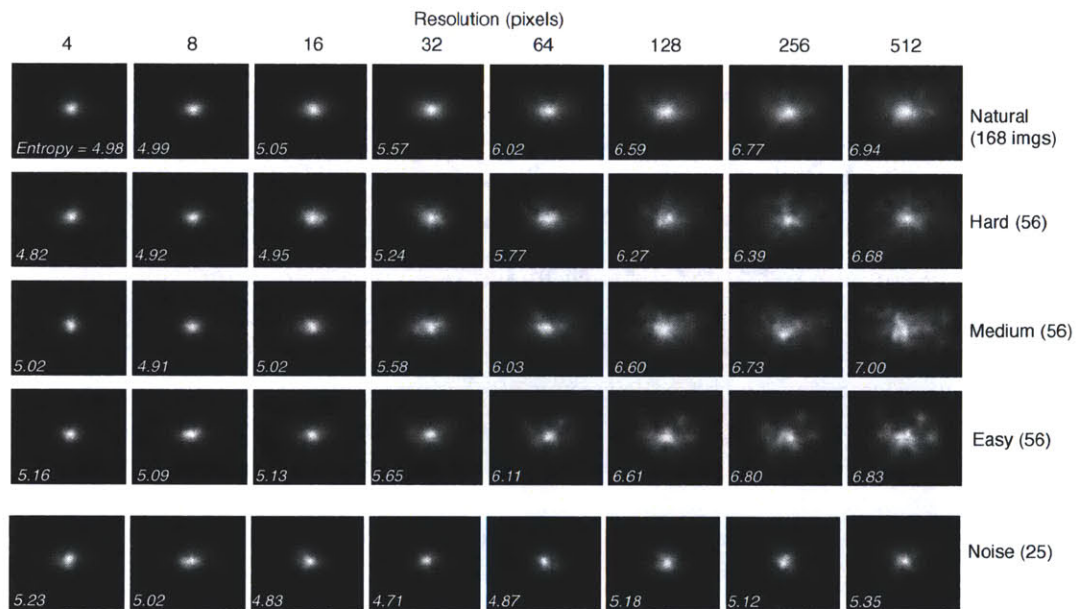 Resolution (pixels)
4 8 16 32 64 128 256 512
Entropy = 4.98 4.99 5.05 5.57 6.02 6.59 6.77 6.94
Natural
(168 imgs)
4.82 4.92 4.95 5.24 5.77 6.27 6.39 6.68
Hard (56)
5.02 4.91 5.02 5.58 6.03 6.60 6.73 7.00
Medium (56)
5.16 5.09 5.13 5.65 6.11 6.61 6.80 6.83
Easy (56)
5.23 5.02 4.83 4.71 4.87 5.18 5.12 5.35
Noise (25)